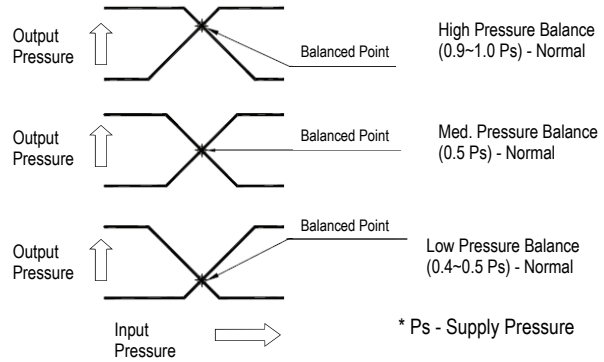 Output
Pressure
Balanced Point
High Pressure Balance
(0.9~1.0 Ps) - Normal
Output
Pressure
Balanced Point
Med. Pressure Balance
(0.5 Ps) - Normal
Output
Pressure
Balanced Point
Low Pressure Balance
(0.4~0.5 Ps) - Normal
Input
Pressure
* Ps - Supply Pressure